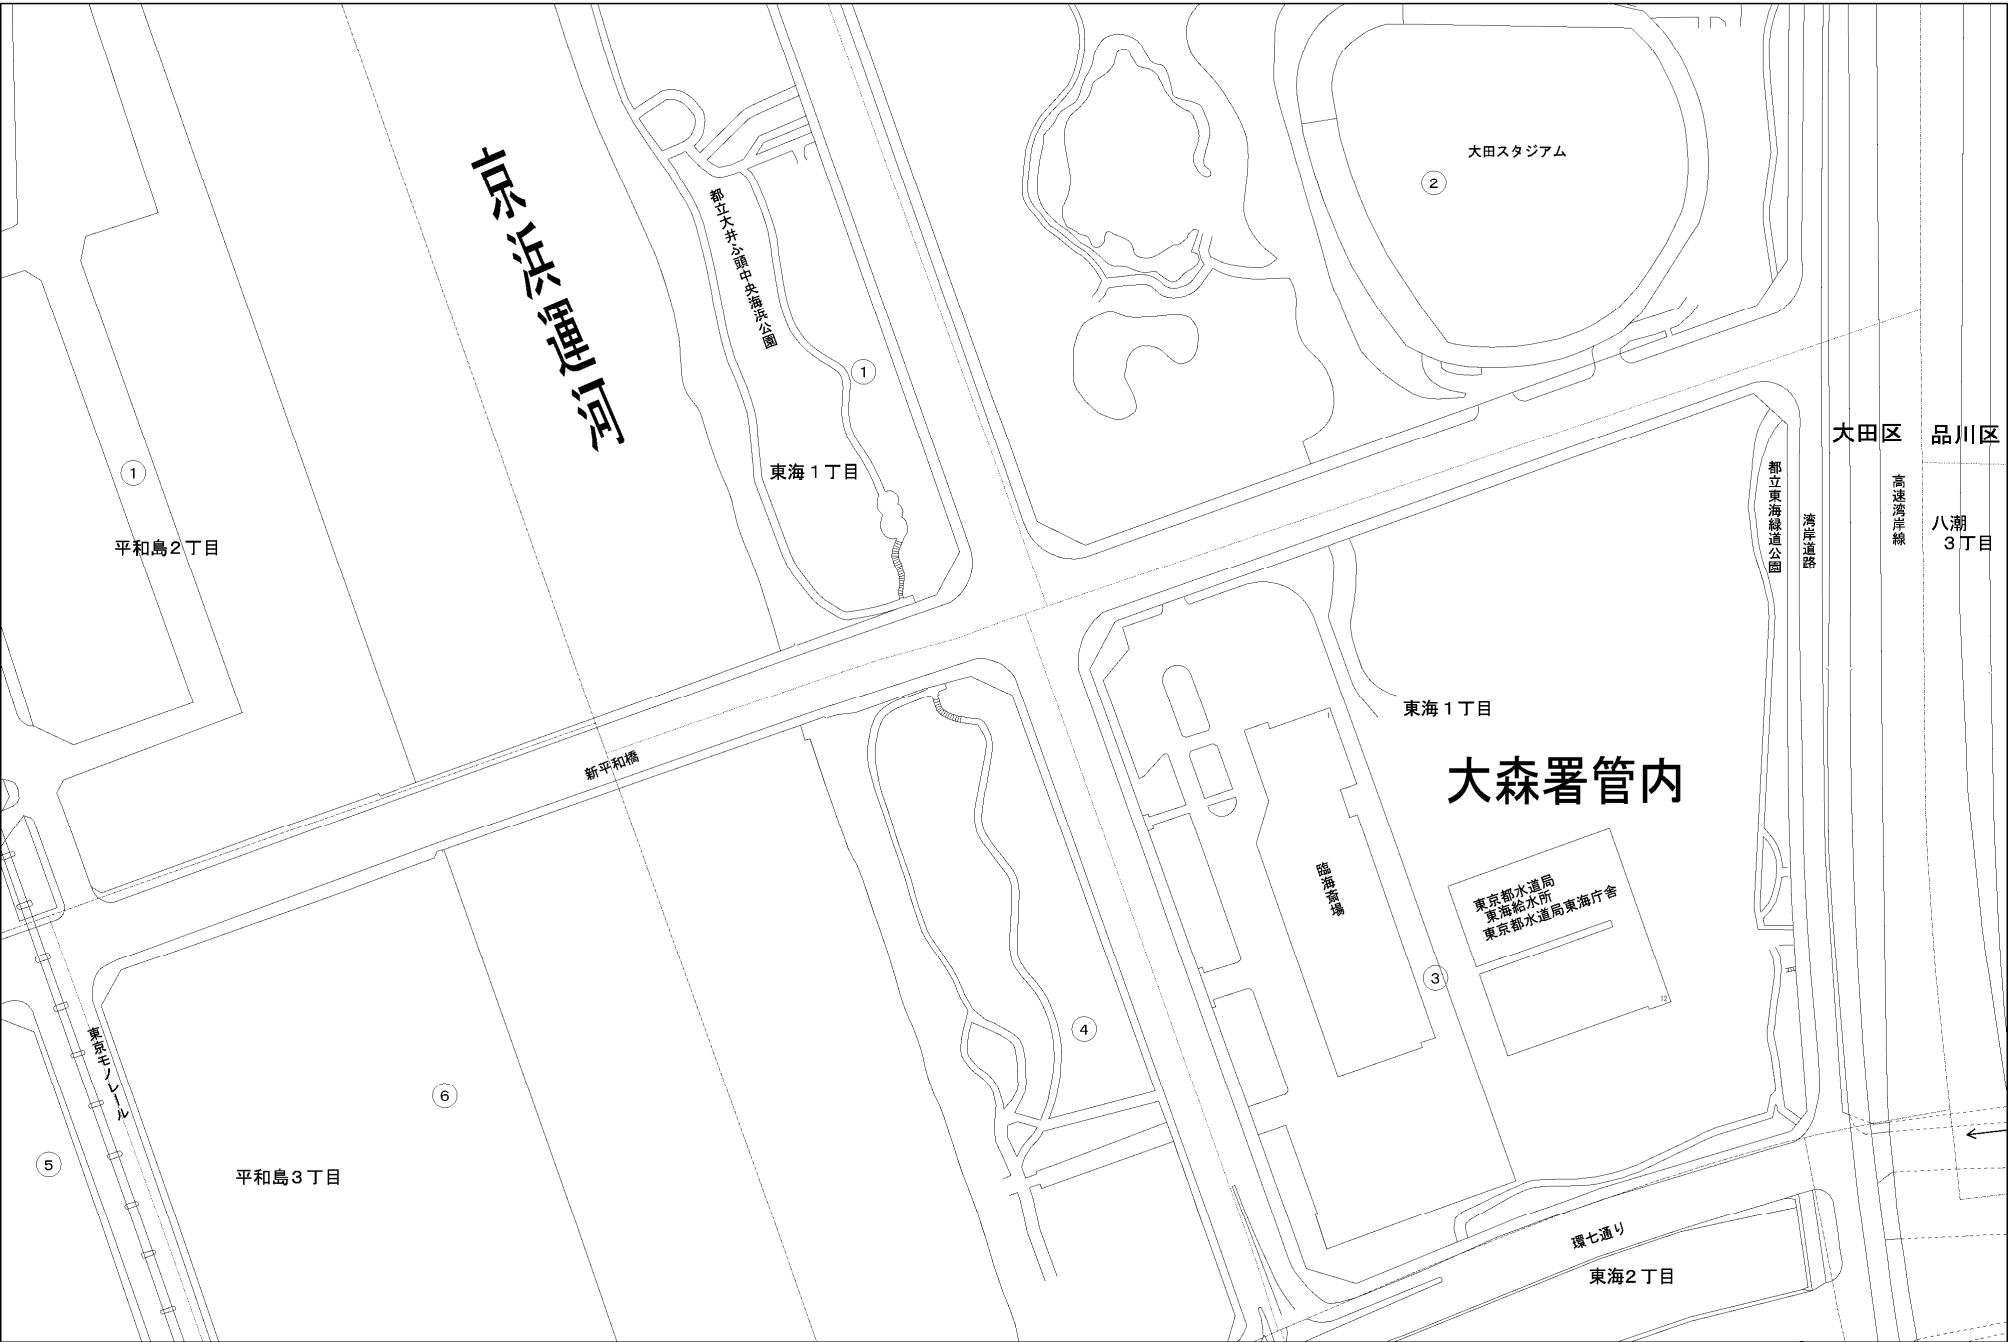 京浜運河
都立大井ふ頭中央海浜公園
大田スタジアム
②
①
①
東海１丁目
平和島２丁目
大田区
品川区
都立東海緑道公園
湾岸道路
高速湾岸線
八潮
３丁目
新平和橋
東海１丁目
大森署管内
臨海斎場
東京都水道局
東海給水所
東京都水道局東海庁舎
③
12
④
東京モノレール
⑥
⑤
平和島３丁目
環七通り
東海２丁目